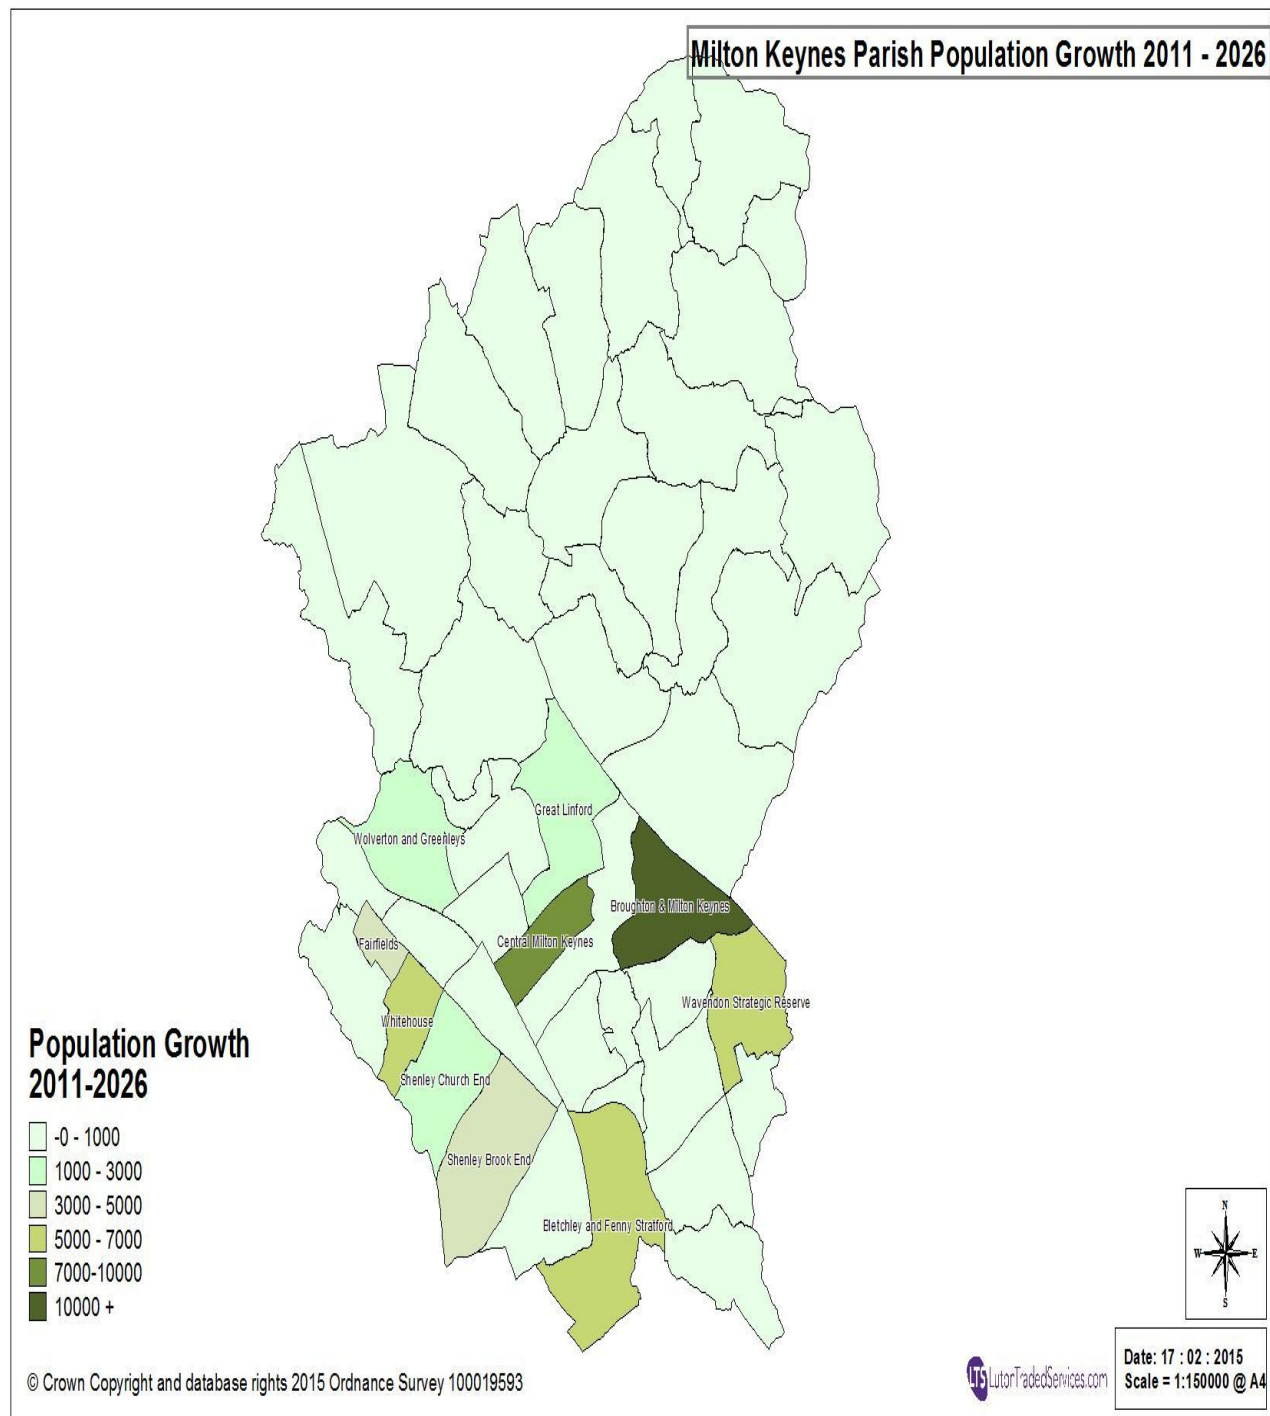 Milton Keynes Parish Population Growth 2011 - 2026
Great Linford
Wolverton and Greenleys
Broughton & Milton Keynes
Fairfields
Central Milton Keynes
Wavendon Strategic Reserve
Whitehouse
Shenley Church End
Shenley Brook End
Bletchley and Fenny Stratford
Population Growth
2011-2026
-0 - 1000
1000 - 3000
3000 - 5000
5000 - 7000
7000-10000
10000 +
N
W
E
S
© Crown Copyright and database rights 2015 Ordnance Survey 100019593
LTS LutonTradedServices.com
Date: 17 : 02 : 2015
Scale = 1:150000 @ A4